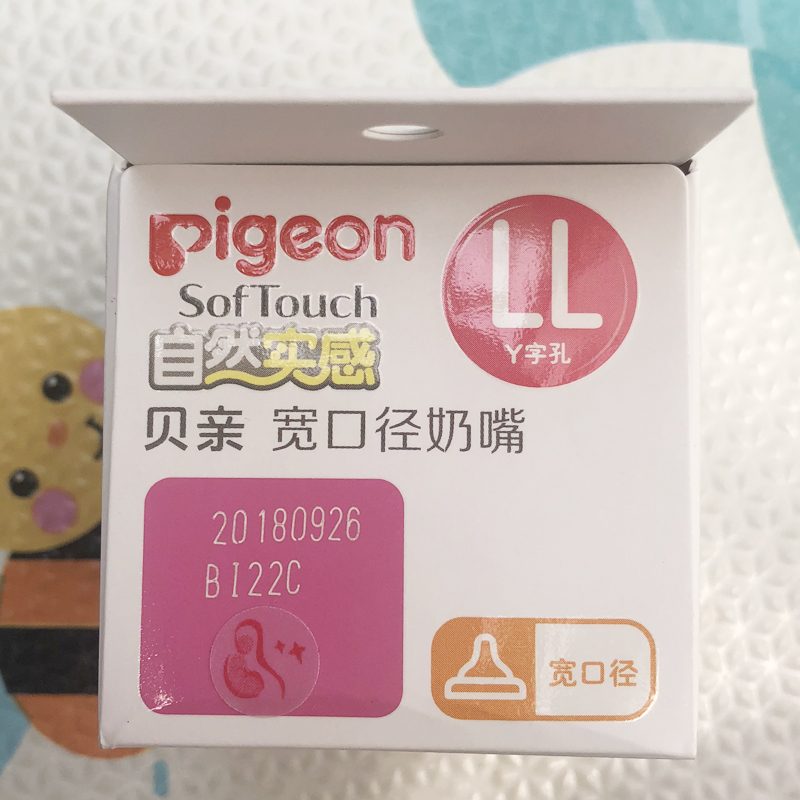 Pigeon
LL
Y字孔
SofTouch
自然实感
贝亲 宽口径奶嘴
20180926
BI22C
宽口径